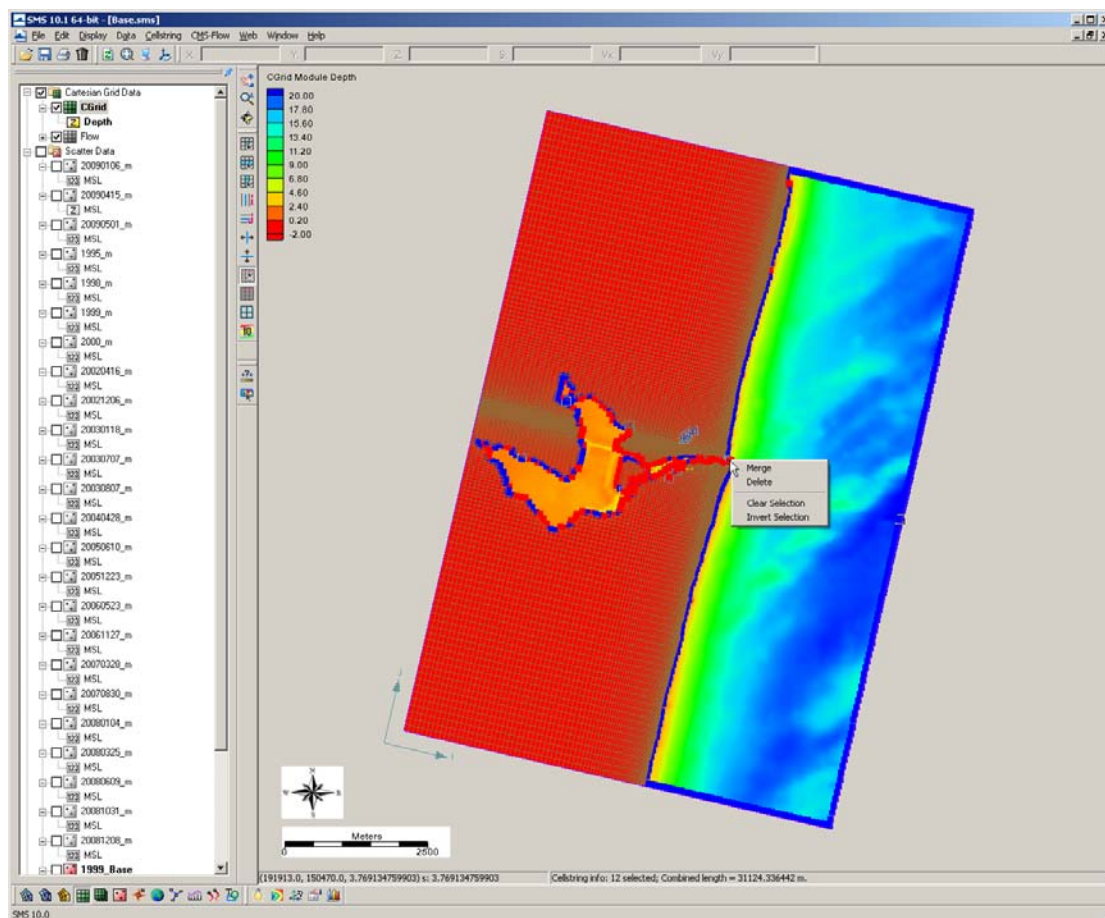 SMS 10.1 64-bit - [Base.sms]
File Edit Display Data Cellstring CMS-Flow Web Window Help
X: Y: Z: S: Vx: Vy:
Cartesian Grid Data
CGrid
Depth
Flow
Scatter Data
20090106_m
MSL
20090415_m
MSL
20090501_m
MSL
1995_m
MSL
1998_m
MSL
1999_m
MSL
2000_m
MSL
20020416_m
MSL
20021206_m
MSL
20030118_m
MSL
20030707_m
MSL
20030807_m
MSL
20040428_m
MSL
20050610_m
MSL
20051223_m
MSL
20060523_m
MSL
20061127_m
MSL
20070320_m
MSL
20070830_m
MSL
20080104_m
MSL
20080325_m
MSL
20080609_m
MSL
20081031_m
MSL
20081208_m
MSL
1999_Base
CGrid Module Depth
20.00
17.80
15.60
13.40
11.20
9.00
6.80
4.60
2.40
0.20
-2.00
Merge
Delete
Clear Selection
Invert Selection
N
W E
S
Meters
0 2500
(191913.0, 150470.0, 3.769134759903) s: 3.769134759903 Cellstring info: 12 selected; Combined length = 31124.336442 m.
SMS 10.0